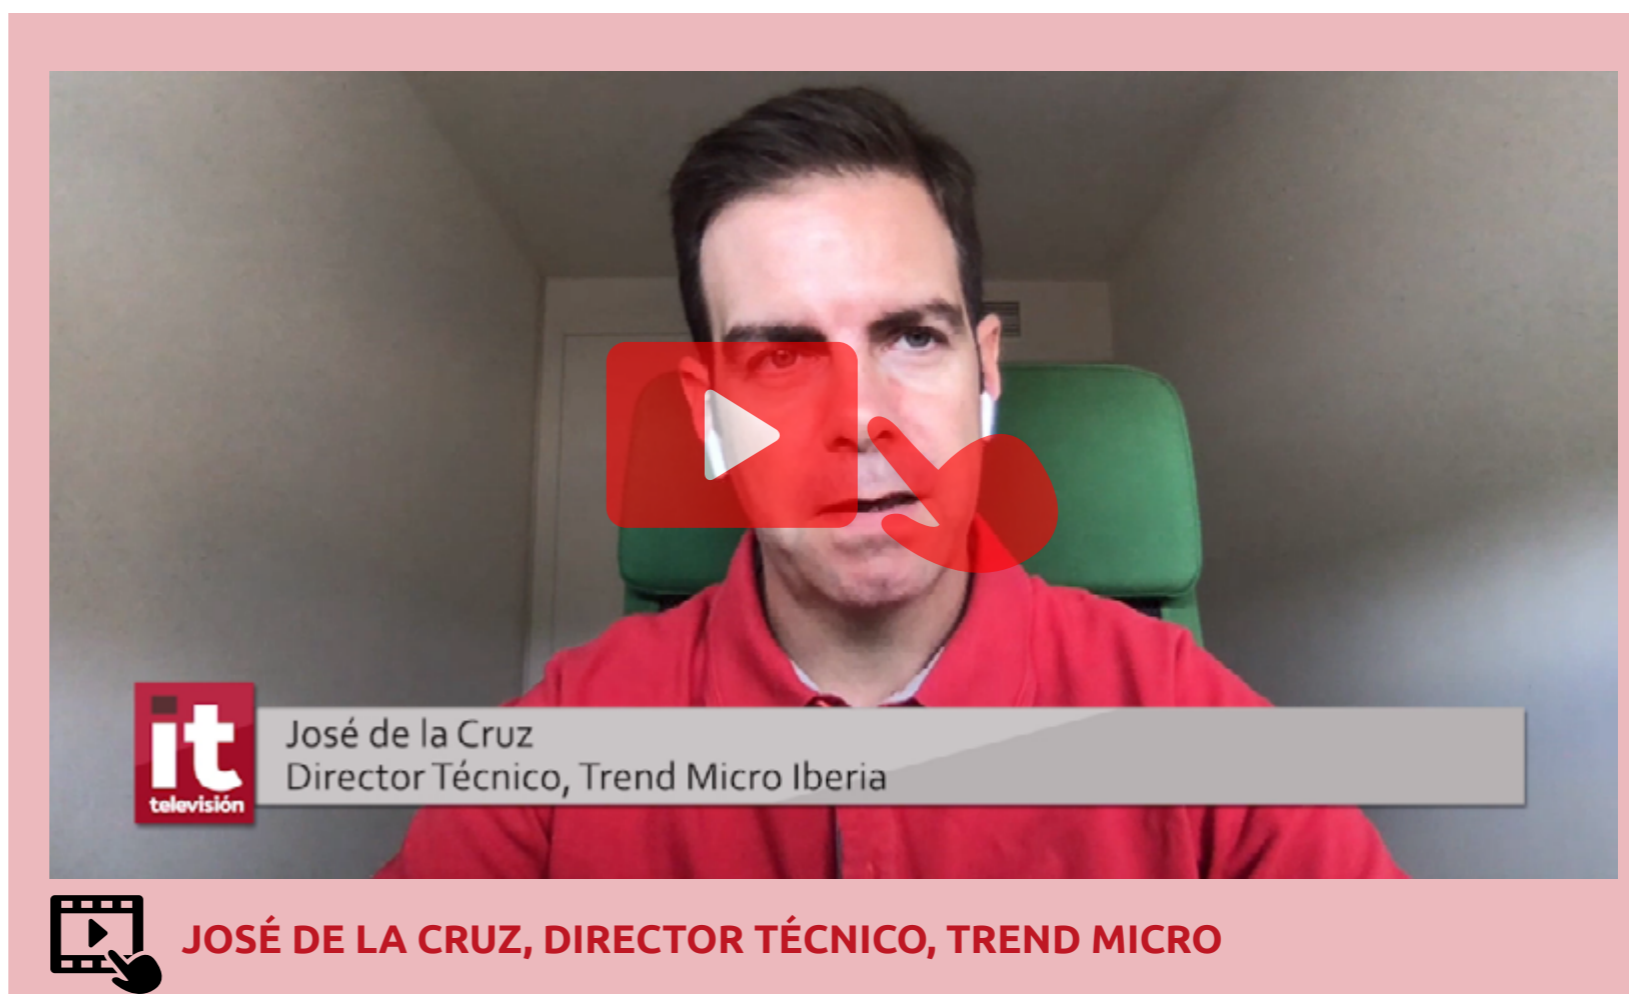 it
televisión
José de la Cruz
Director Técnico, Trend Micro Iberia
JOSÉ DE LA CRUZ, DIRECTOR TÉCNICO, TREND MICRO